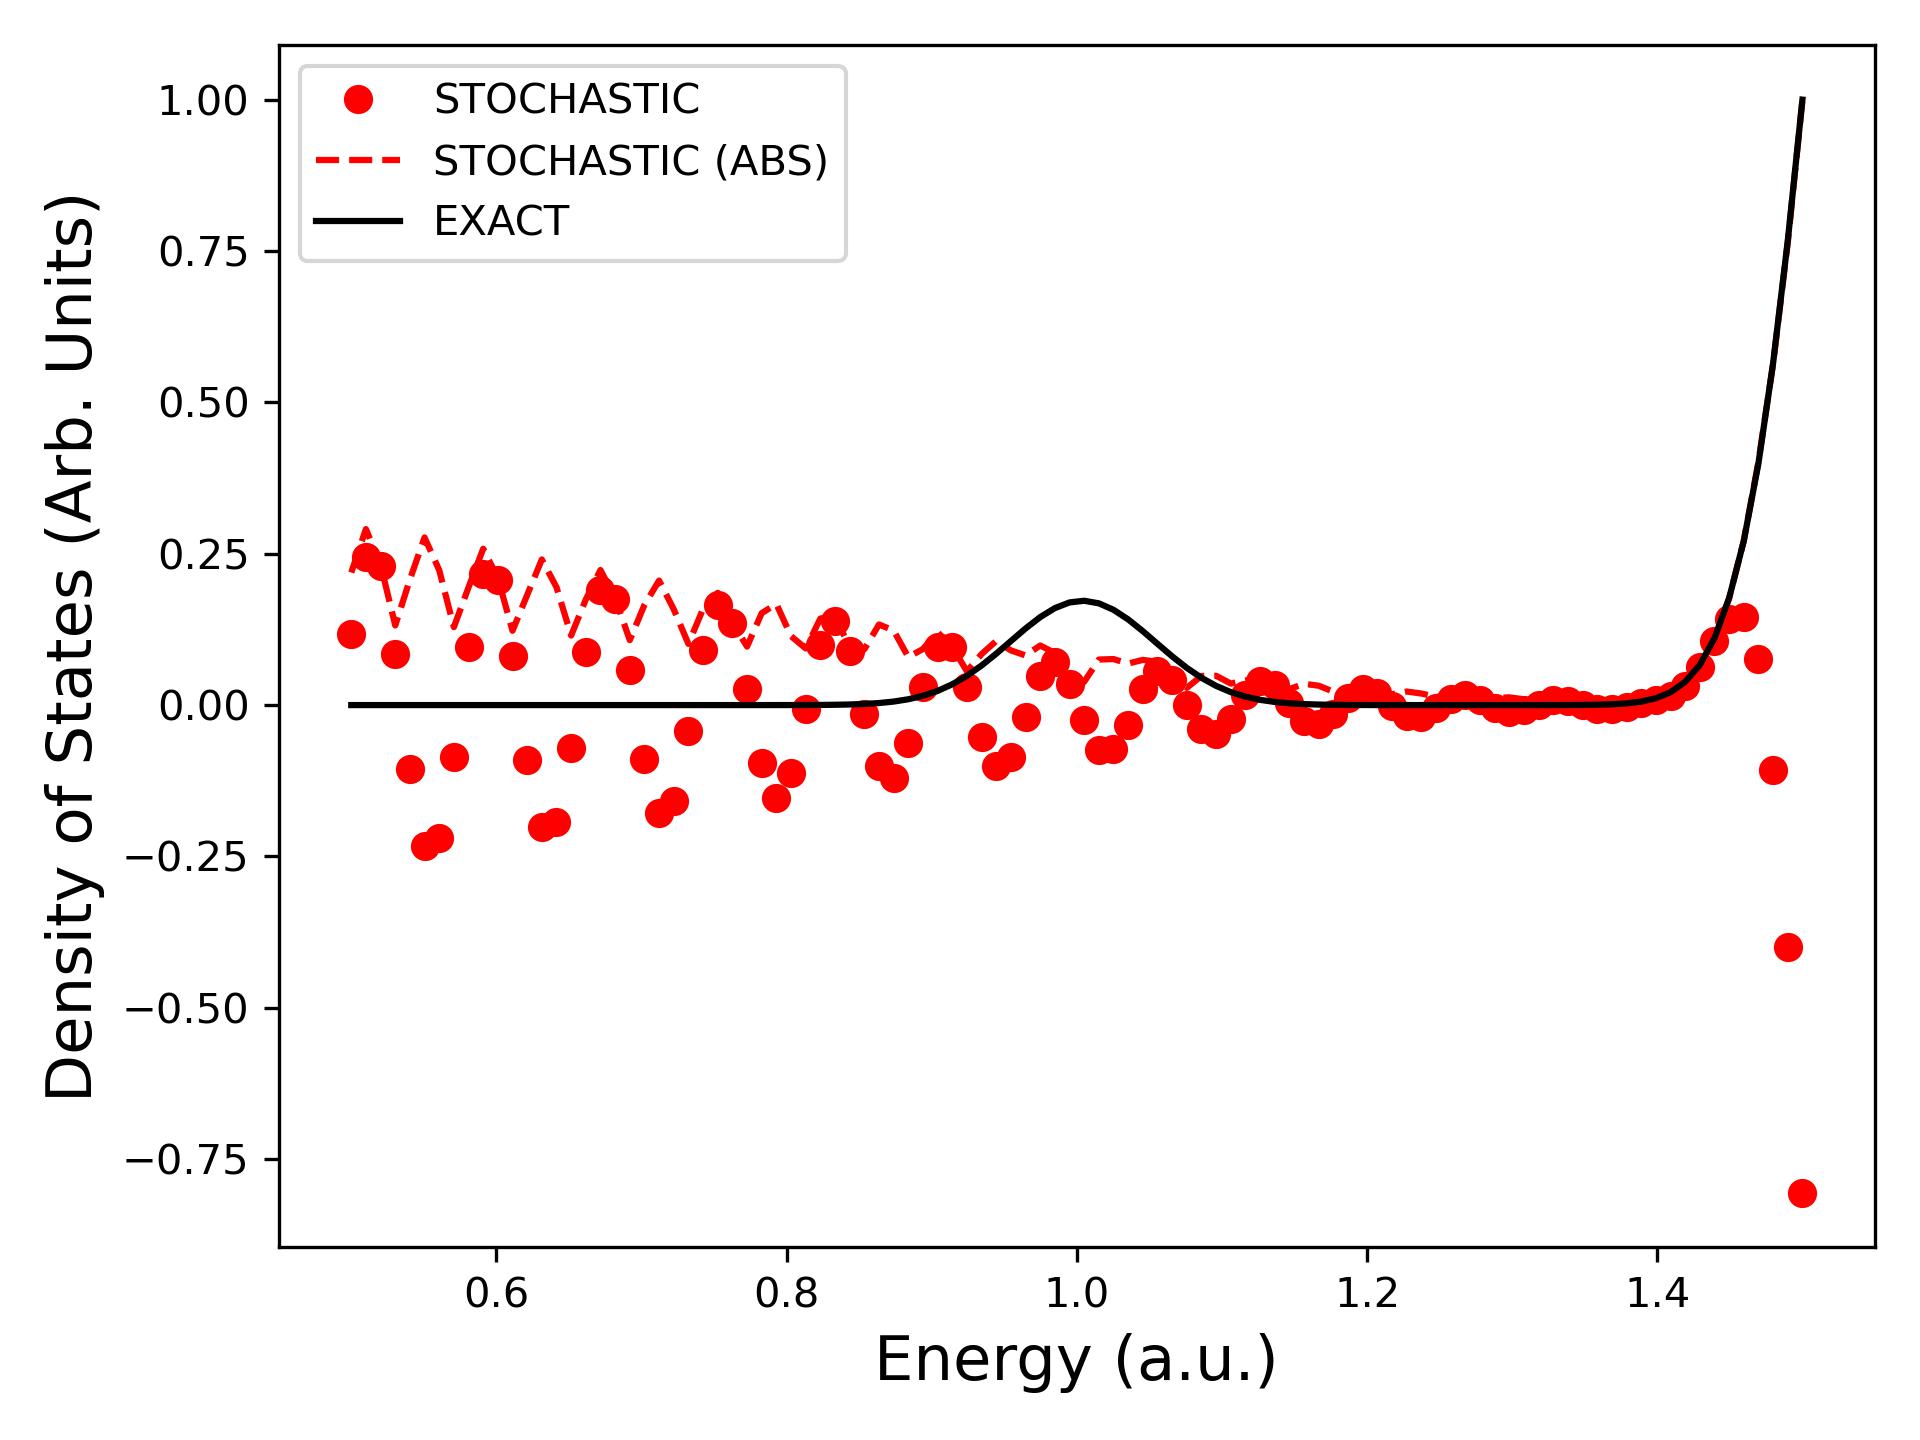 STOCHASTIC
STOCHASTIC (ABS)
EXACT
1.00
0.75
0.50
0.25
0.00
−0.25
−0.50
−0.75
Density of States (Arb. Units)
0.6 0.8 1.0 1.2 1.4
Energy (a.u.)